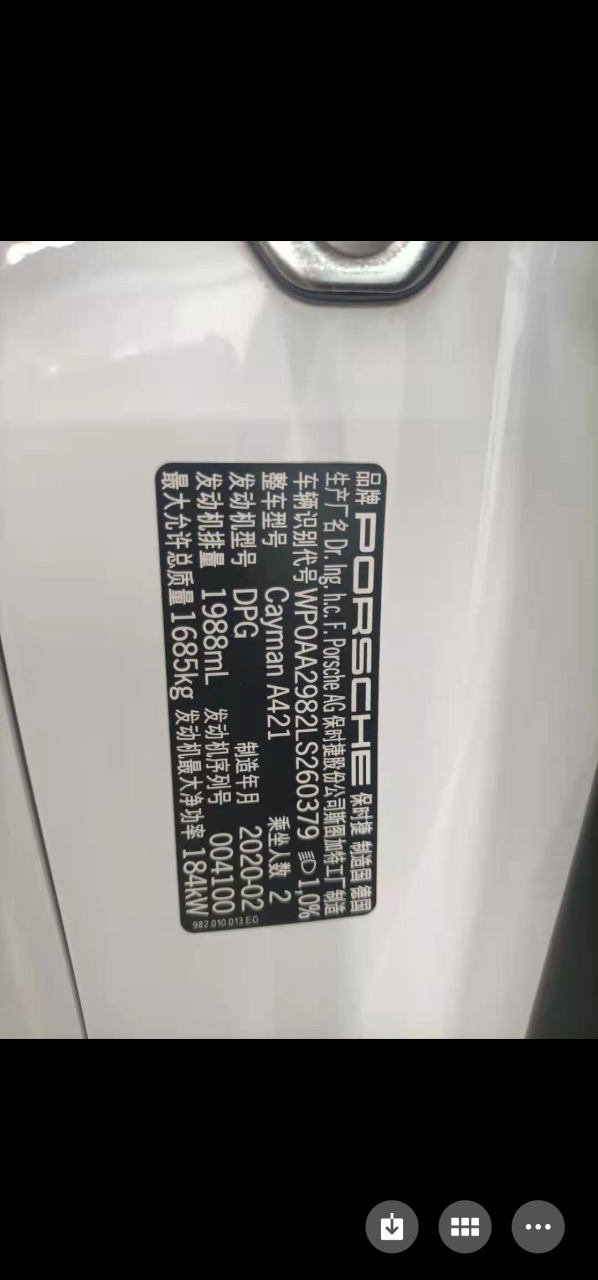 品牌 PORSCHE 保时捷 制造国 德国
生产厂名 Dr. Ing. h.c. F. Porsche AG 保时捷股份公司斯图加特工厂制造
车辆识别代号 WP0AA2982LS260379 1,0%
整车型号 Cayman A421 乘坐人数 2
发动机型号 DPG 制造年月 2020-02
发动机排量 1988mL 发动机序列号 004100
最大允许总质量 1685kg 发动机最大净功率 184kW
982.010.013.EG